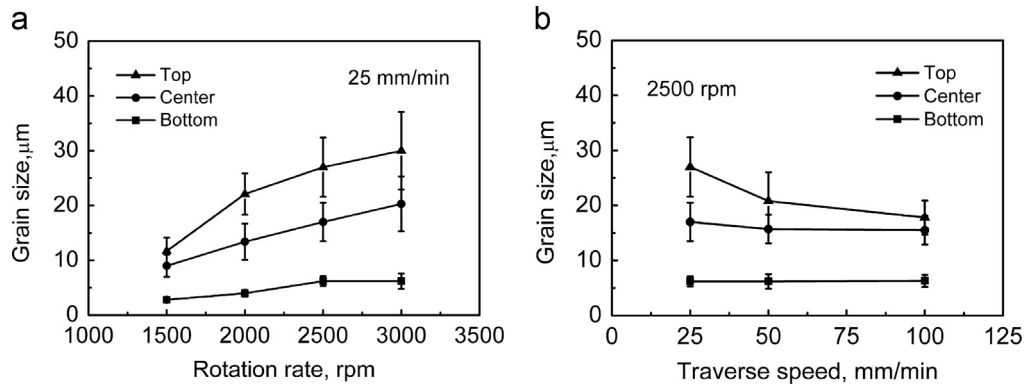 a
50
40
30
20
10
0
Grain size,μm
Top
Center
Bottom
25 mm/min
1000 1500 2000 2500 3000 3500
Rotation rate, rpm
b
50
40
30
20
10
0
Grain size,μm
2500 rpm
Top
Center
Bottom
0 25 50 75 100 125
Traverse speed, mm/min